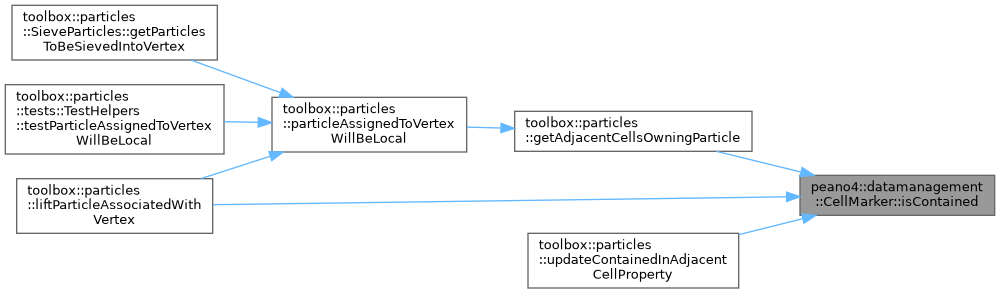 toolbox::particles
::SieveParticles::getParticles
ToBeSievedIntoVertex
toolbox::particles
::tests::TestHelpers
::testParticleAssignedToVertex
WillBeLocal
toolbox::particles
::liftParticleAssociatedWith
Vertex
toolbox::particles
::particleAssignedToVertex
WillBeLocal
toolbox::particles
::getAdjacentCellsOwningParticle
toolbox::particles
::updateContainedInAdjacent
CellProperty
peano4::datamanagement
::CellMarker::isContained